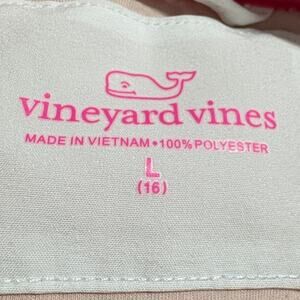 vineyard vines
MADE IN VIETNAM • 100% POLYESTER
L
(16)